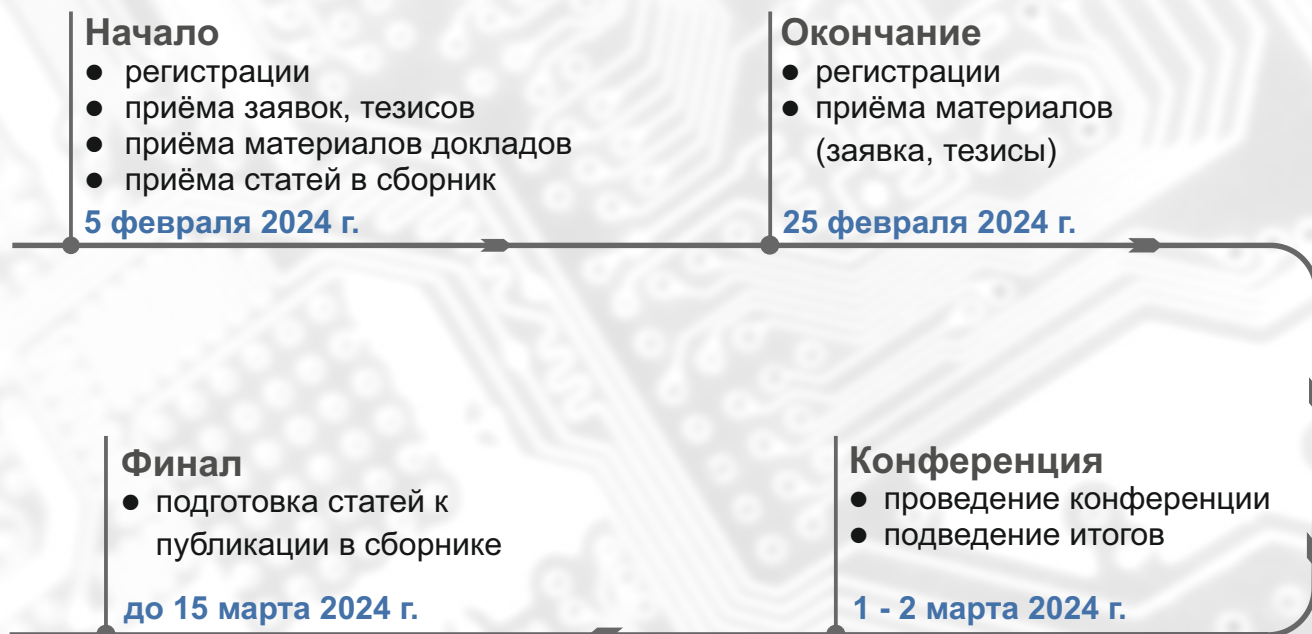 Начало
● регистрации
● приёма заявок, тезисов
● приёма материалов докладов
● приёма статей в сборник
5 февраля 2024 г.
Окончание
● регистрации
● приёма материалов
(заявка, тезисы)
25 февраля 2024 г.
Конференция
● проведение конференции
● подведение итогов
1 - 2 марта 2024 г.
Финал
● подготовка статей к
публикации в сборнике
до 15 марта 2024 г.